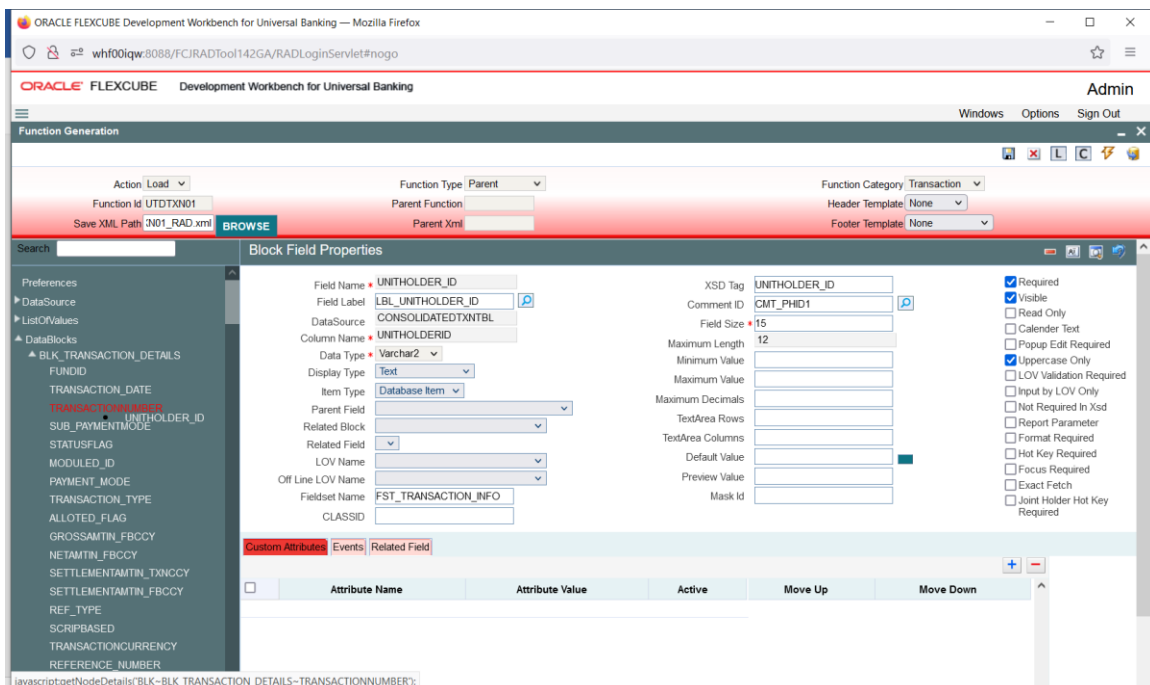 ORACLE FLEXCUBE Development Workbench for Universal Banking — Mozilla Firefox
whf00iqw:8088/FCJRADTool142GA/RADLoginServlet#nogo
ORACLE FLEXCUBE Development Workbench for Universal Banking Admin
Windows Options Sign Out
Function Generation
L C
Action Load Function Type Parent Function Category Transaction
Function Id UTDTXN01 Parent Function Header Template None
Save XML Path :N01_RAD.xml BROWSE Parent Xml Footer Template None
Search Block Field Properties
Preferences
DataSource
ListOfValues
DataBlocks
BLK_TRANSACTION_DETAILS
FUNDID
TRANSACTION_DATE
TRANSACTIONNUMBER
UNITHOLDER_ID
SUB_PAYMENTMODE
STATUSFLAG
MODULED_ID
PAYMENT_MODE
TRANSACTION_TYPE
ALLOTED_FLAG
GROSSAMTIN_FBCCY
NETAMTIN_FBCCY
SETTLEMENTAMTIN_TXNCCY
SETTLEMENTAMTIN_FBCCY
REF_TYPE
SCRIPBASED
TRANSACTIONCURRENCY
REFERENCE_NUMBER
Field Name * UNITHOLDER_ID
Field Label LBL_UNITHOLDER_ID
DataSource CONSOLIDATEDTXNTBL
Column Name * UNITHOLDERID
Data Type * Varchar2
Display Type Text
Item Type Database Item
Parent Field
Related Block
Related Field
LOV Name
Off Line LOV Name
Fieldset Name FST_TRANSACTION_INFO
CLASSID
XSD Tag UNITHOLDER_ID
Comment ID CMT_PHID1
Field Size * 15
Maximum Length 12
Minimum Value
Maximum Value
Maximum Decimals
TextArea Rows
TextArea Columns
Default Value
Preview Value
Mask Id
Required
Visible
Read Only
Calender Text
Popup Edit Required
Uppercase Only
LOV Validation Required
Input by LOV Only
Not Required In Xsd
Report Parameter
Format Required
Hot Key Required
Focus Required
Exact Fetch
Joint Holder Hot Key
Required
Custom Attributes Events Related Field
Attribute Name Attribute Value Active Move Up Move Down
javascript:getNodeDetails('BLK~BLK_TRANSACTION_DETAILS~TRANSACTIONNUMBER');